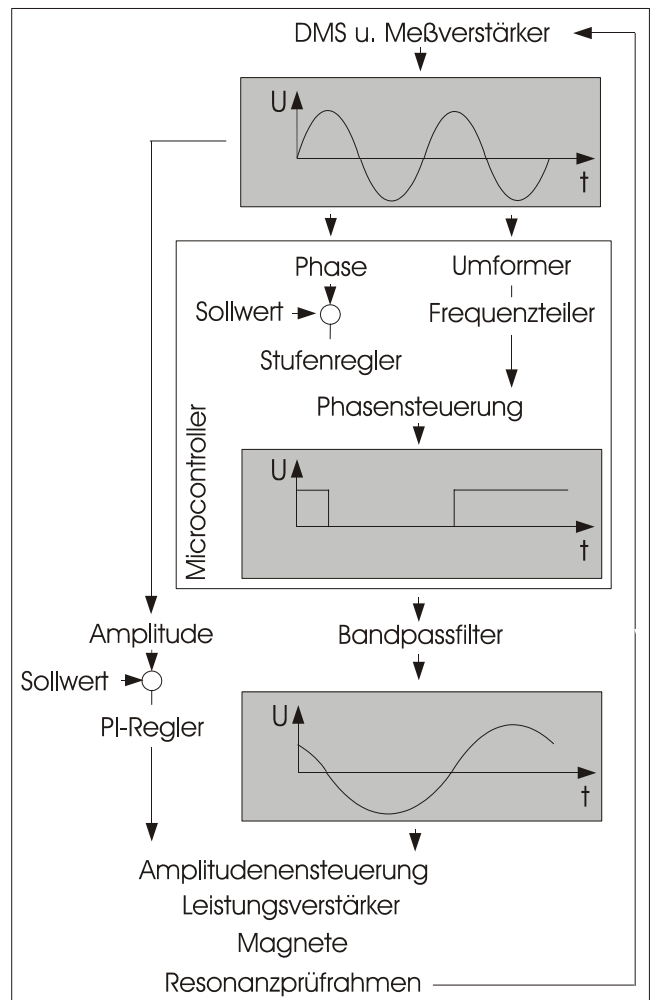 DMS u. Meßverstärker
U
t
Phase
Umformer
Sollwert
Frequenzteiler
Stufenregler
Phasensteuerung
Microcontroller
U
t
Amplitude
Bandpassfilter
Sollwert
PI-Regler
U
t
Amplitudenensteuerung
Leistungsverstärker
Magnete
Resonanzprüfrahmen